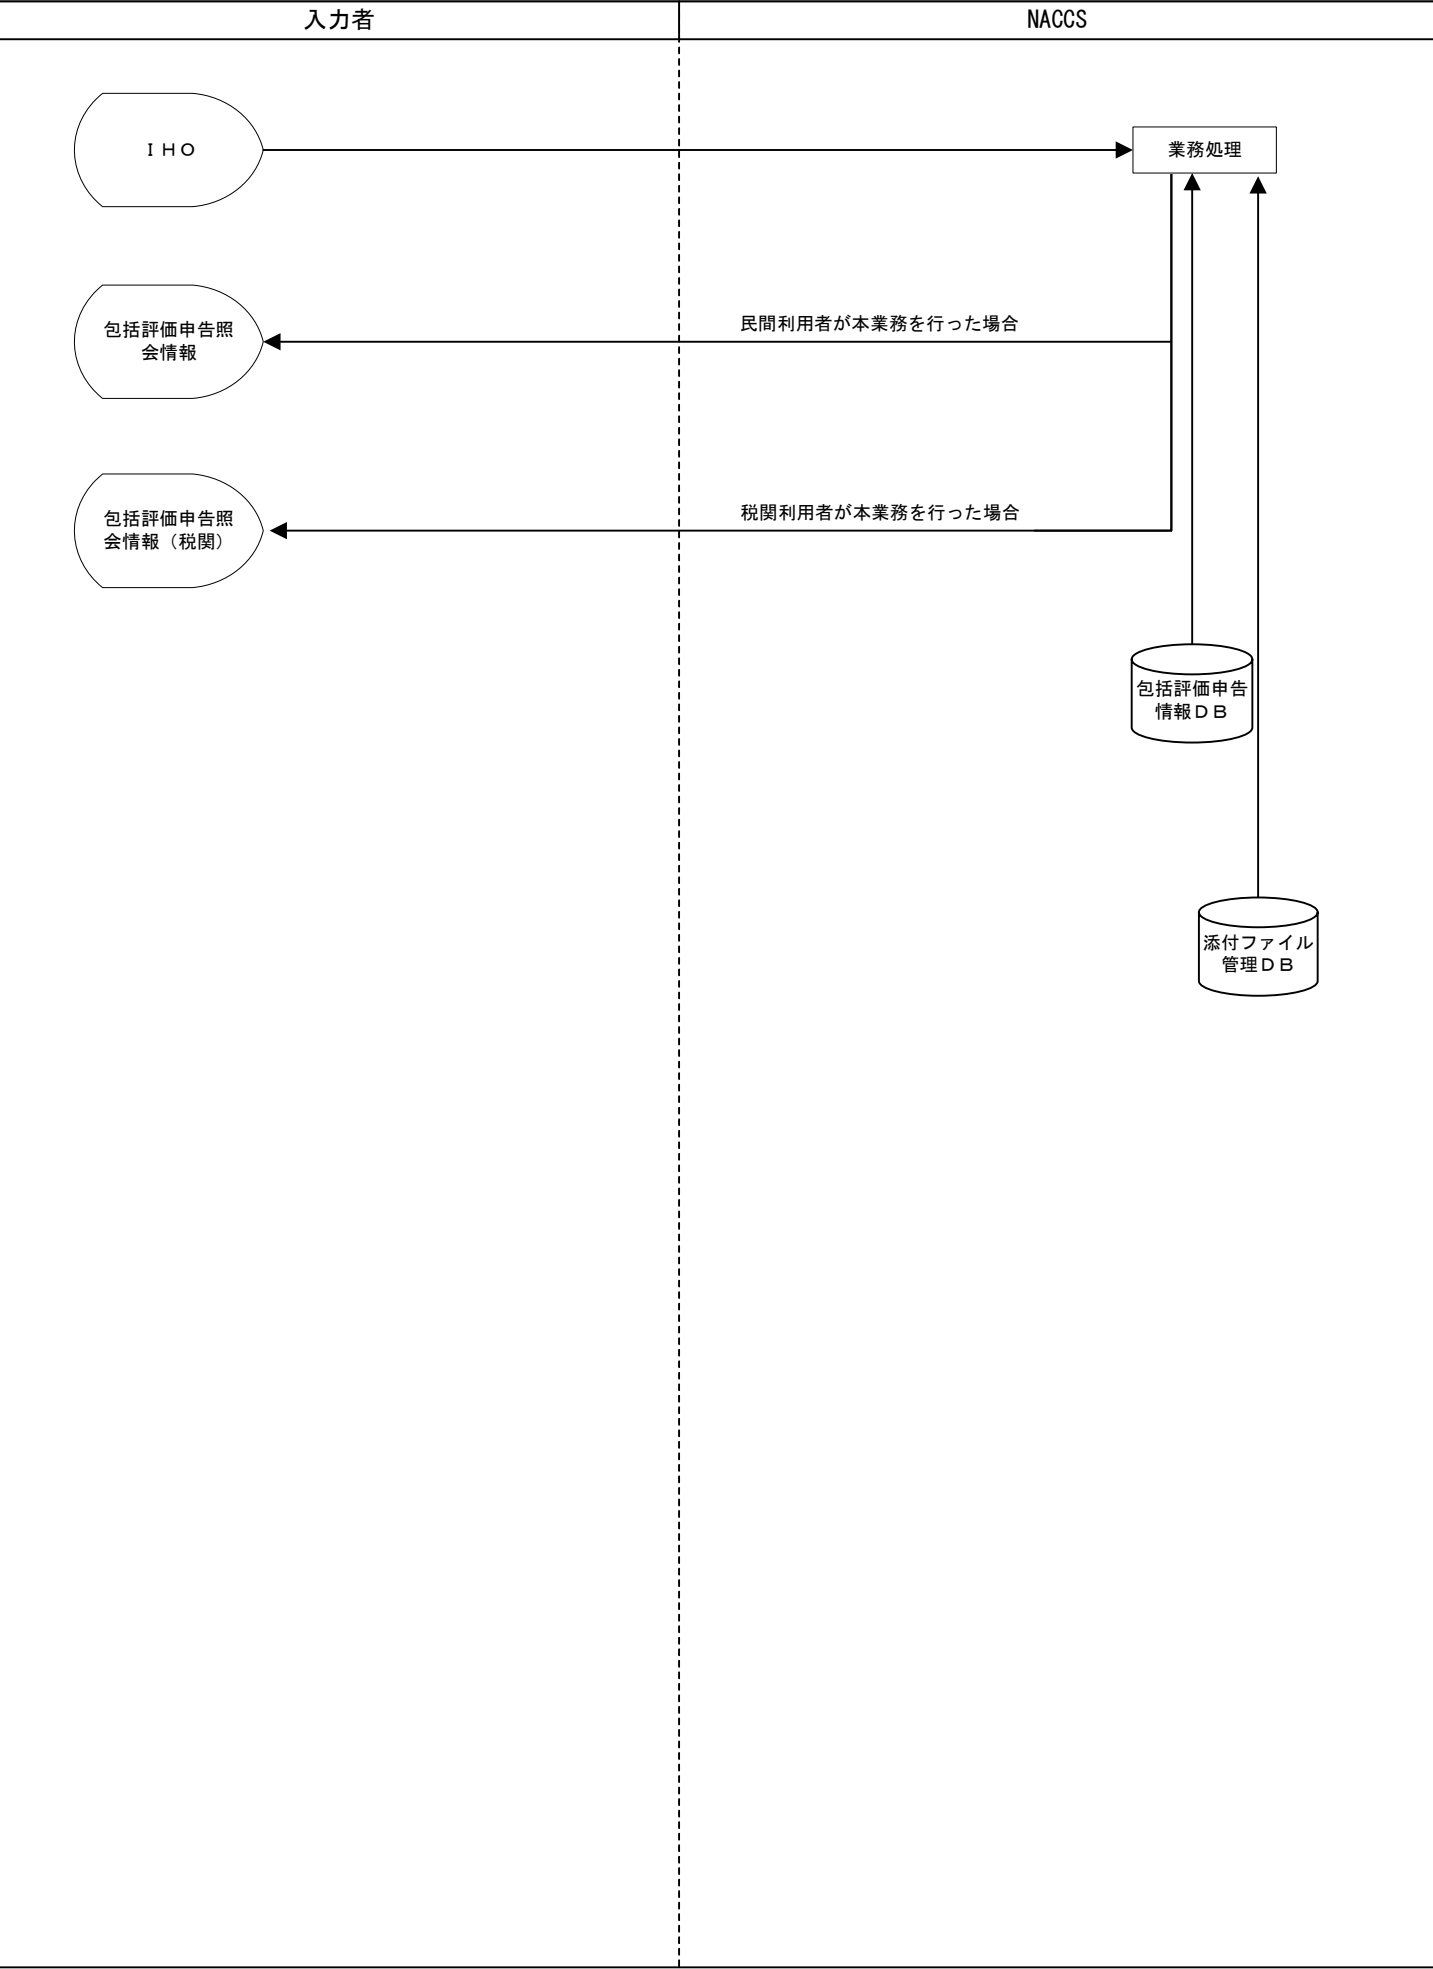 入力者
NACCS
ＩＨＯ
業務処理
包括評価申告照
会情報
民間利用者が本業務を行った場合
包括評価申告照
会情報（税関）
税関利用者が本業務を行った場合
包括評価申告
情報ＤＢ
添付ファイル
管理ＤＢ